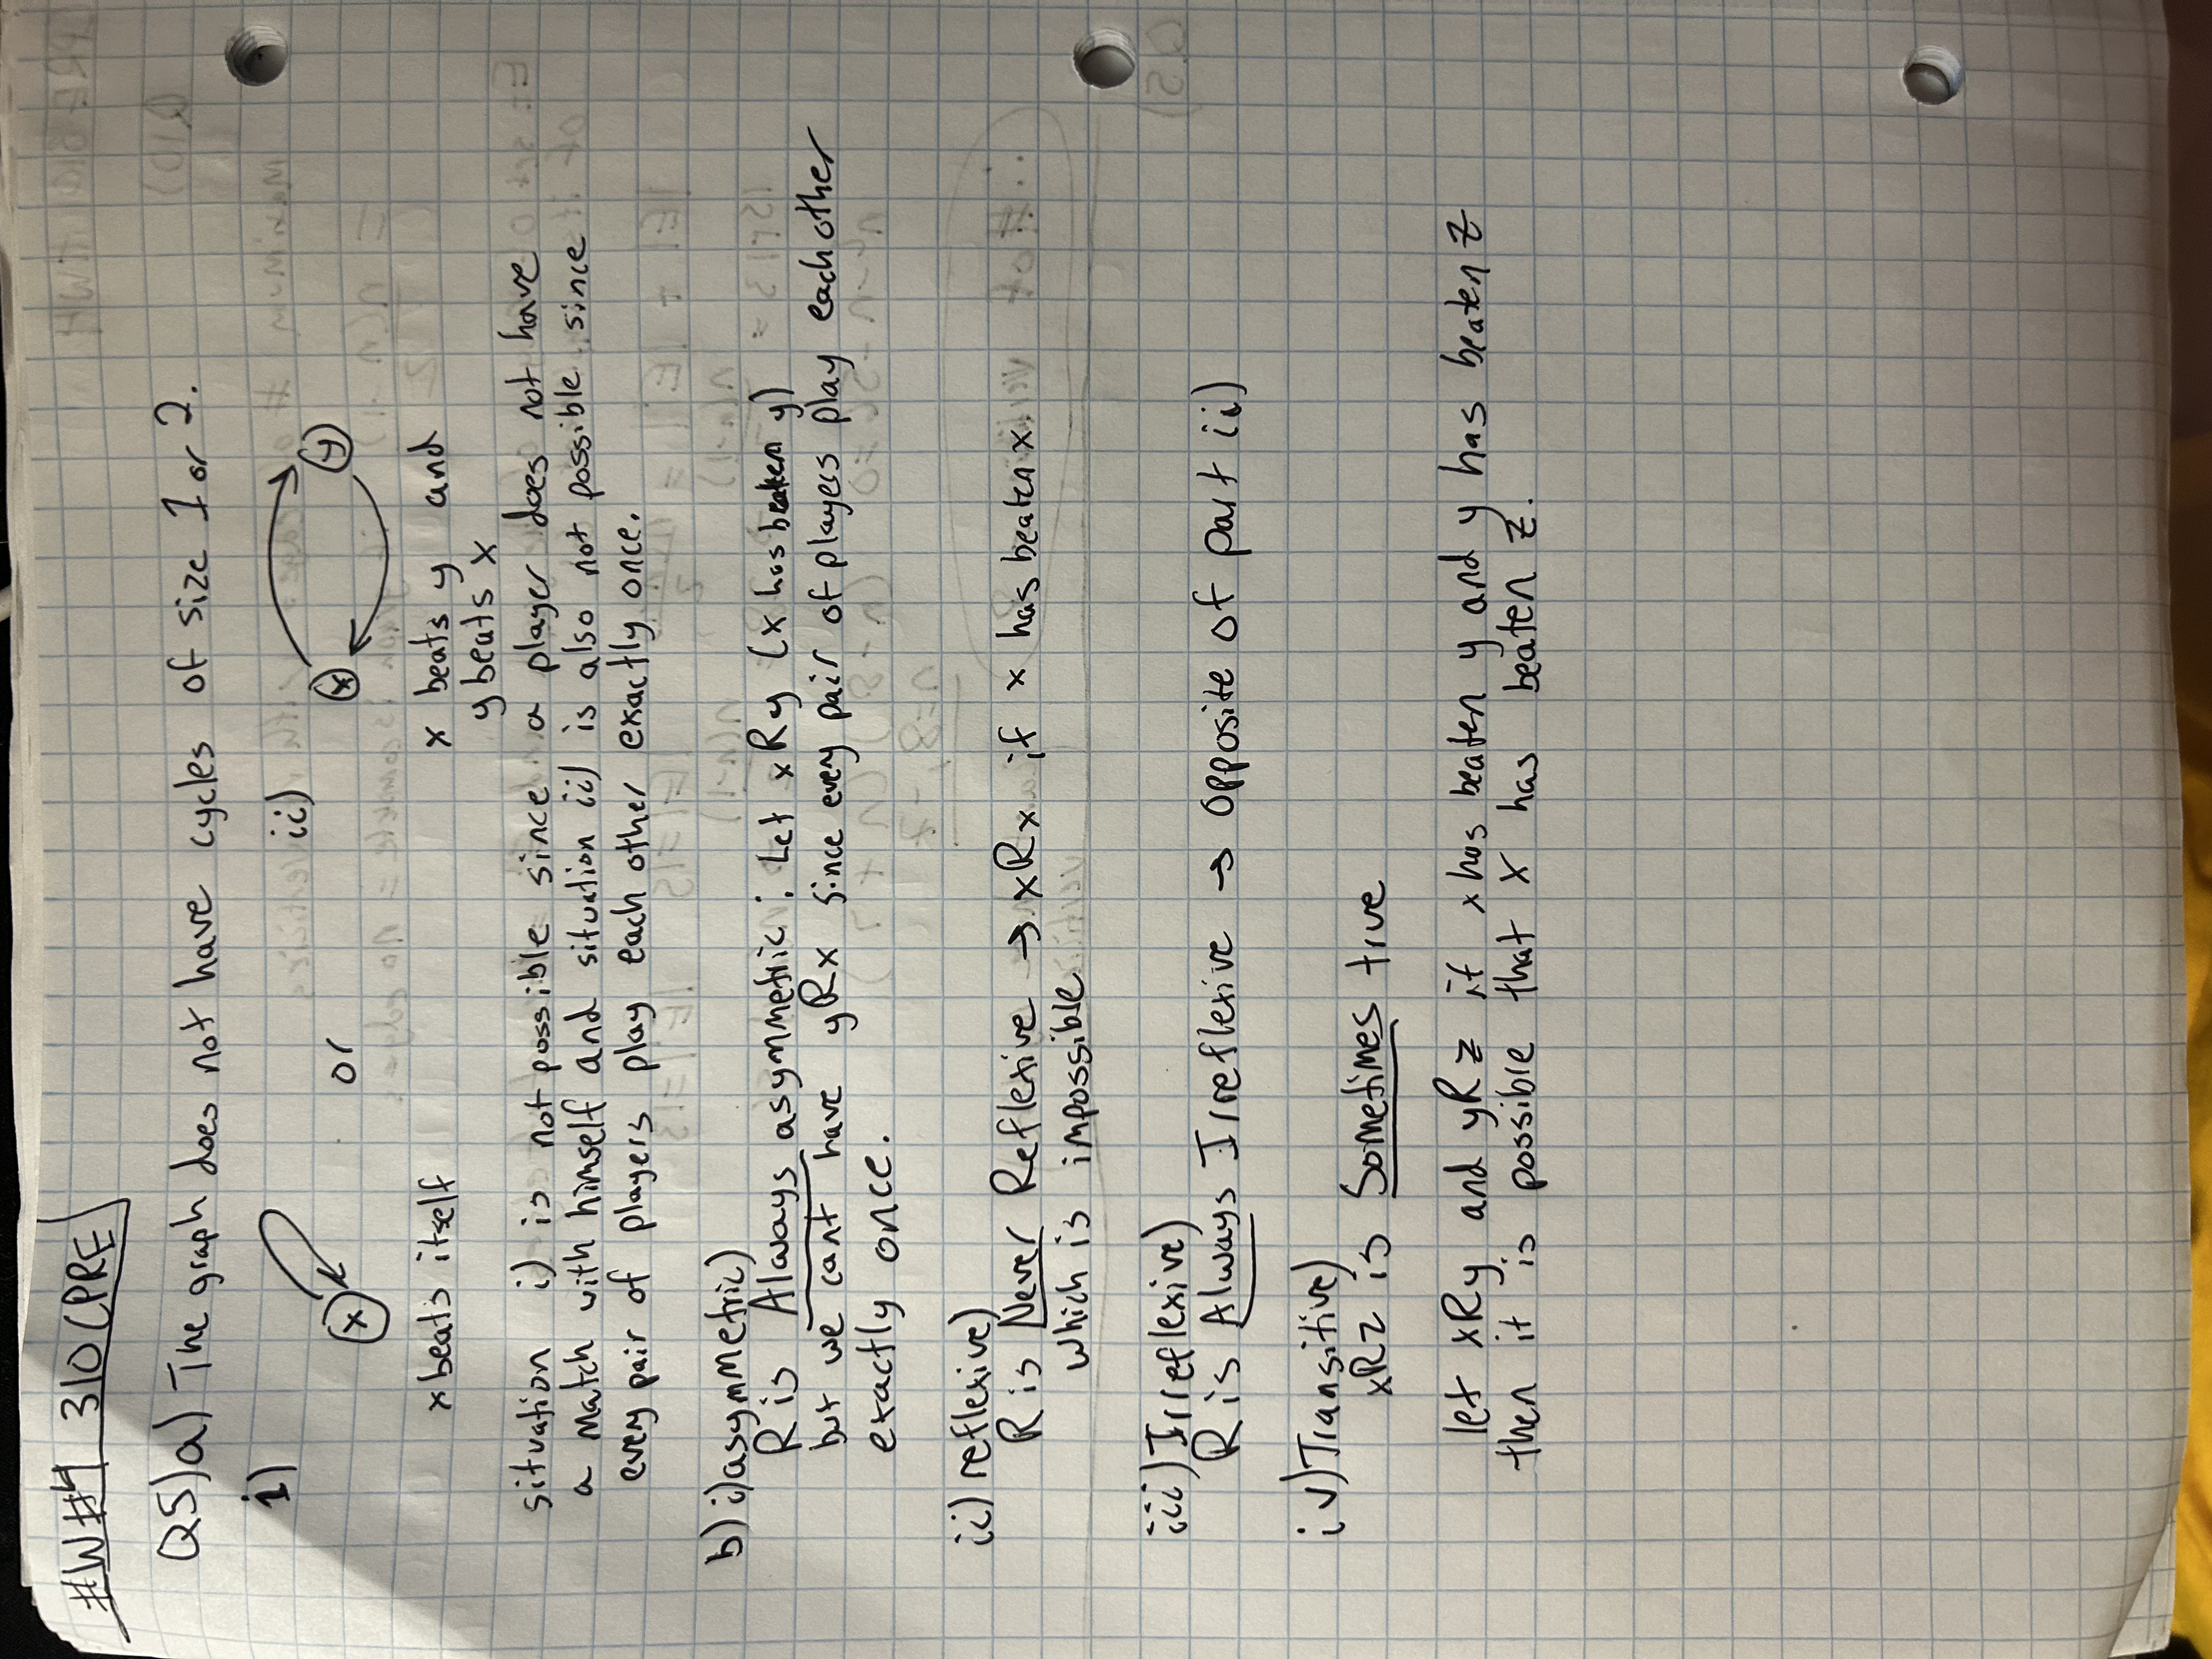 #W#4 310 (PRE)
Q5)a) The graph does not have cycles of size 1 or 2.
i)
ii)
x
or
x
y
x beats itself
x beats y and
y beats x
situation i) is not possible since a player does not have
a match with himself and situation ii) is also not possible since
every pair of players play each other exactly once.
b) i)asymmetric)
R is Always asymmetric : Let xRy (x has beaten y)
but we cant have yRx since every pair of players play each other
exactly once.
ii) reflexive)
R is Never Reflexive → xRx if x has beaten x
which is impossible
iii) Irreflexive)
R is Always Irreflexive → Opposite of part ii)
iv) Transitive)
xRz is Sometimes true
let xRy and yRz if x has beaten y and y has beaten z
then it is possible that x has beaten z.